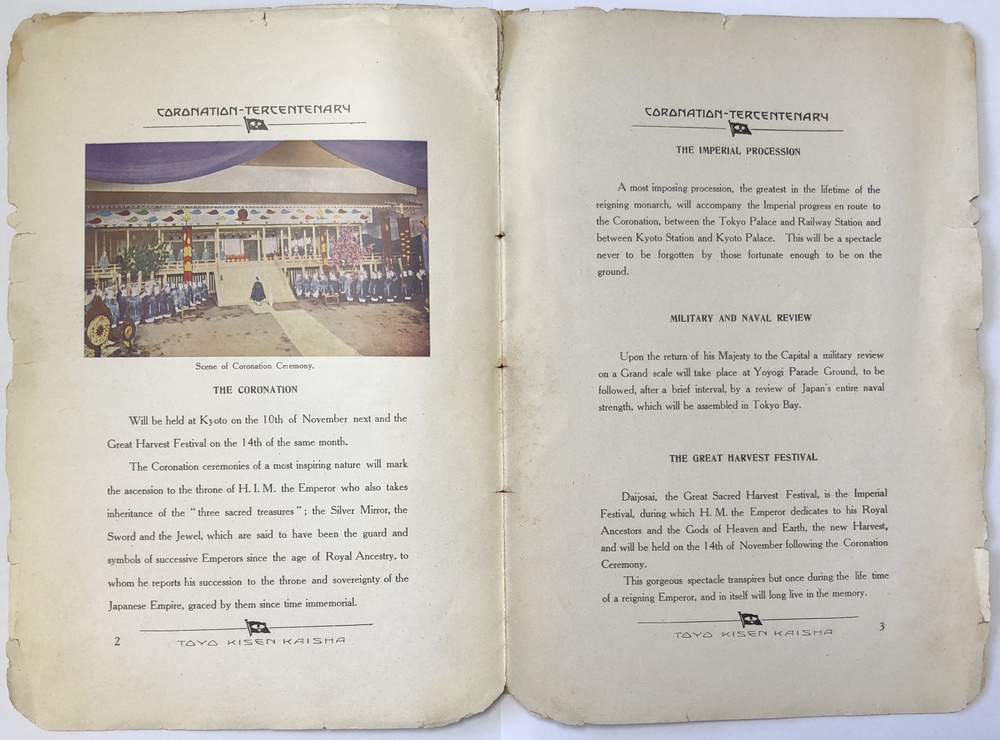 CORONATION-TERCENTENARY
Scene of Coronation Ceremony.
THE CORONATION
Will be held at Kyoto on the 10th of November next and the
Great Harvest Festival on the 14th of the same month.
The Coronation ceremonies of a most inspiring nature will mark
the ascension to the throne of H. I. M. the Emperor who also takes
inheritance of the "three sacred treasures"; the Silver Mirror, the
Sword and the Jewel, which are said to have been the guard and
symbols of successive Emperors since the age of Royal Ancestry, to
whom he reports his succession to the throne and sovereignty of the
Japanese Empire, graced by them since time immemorial.
2
TOYO KISEN KAISHA
CORONATION-TERCENTENARY
THE IMPERIAL PROCESSION
A most imposing procession, the greatest in the lifetime of the
reigning monarch, will accompany the Imperial progress en route to
the Coronation, between the Tokyo Palace and Railway Station and
between Kyoto Station and Kyoto Palace. This will be a spectacle
never to be forgotten by those fortunate enough to be on the
ground.
MILITARY AND NAVAL REVIEW
Upon the return of his Majesty to the Capital a military review
on a Grand scale will take place at Yoyogi Parade Ground, to be
followed, after a brief interval, by a review of Japan's entire naval
strength, which will be assembled in Tokyo Bay.
THE GREAT HARVEST FESTIVAL
Daijosai, the Great Sacred Harvest Festival, is the Imperial
Festival, during which H. M. the Emperor dedicates to his Royal
Ancestors and the Gods of Heaven and Earth, the new Harvest,
and will be held on the 14th of November following the Coronation
Ceremony.
This gorgeous spectacle transpires but once during the life time
of a reigning Emperor, and in itself will long live in the memory.
TOYO KISEN KAISHA
3